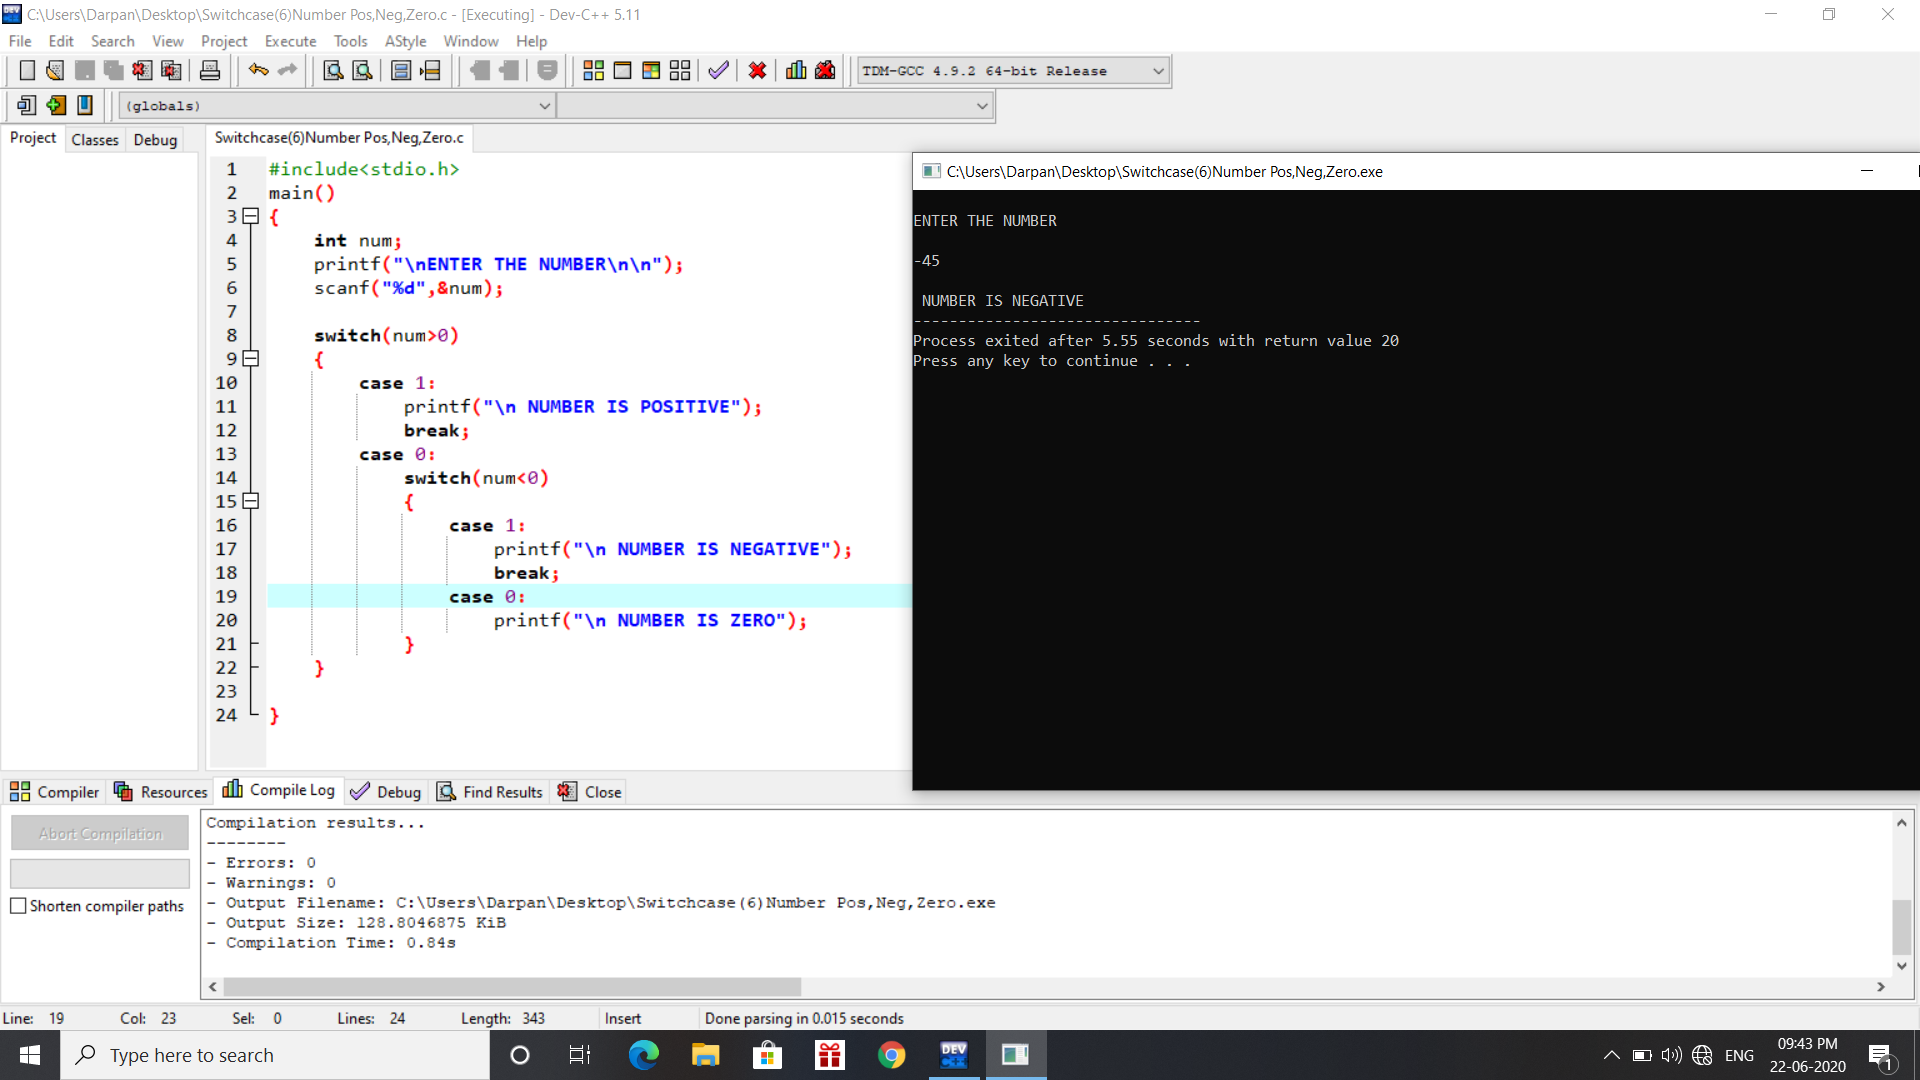 C:\Users\Darpan\Desktop\Switchcase(6)Number Pos,Neg,Zero.c - [Executing] - Dev-C++ 5.11
File Edit Search View Project Execute Tools AStyle Window Help
TDM-GCC 4.9.2 64-bit Release
(globals)
Project Classes Debug
Switchcase(6)Number Pos,Neg,Zero.c
1 #include<stdio.h>
2 main()
3 {
4 int num;
5 printf("\nENTER THE NUMBER\n\n");
6 scanf("%d",&num);
7
8 switch(num>0)
9 {
10 case 1:
11 printf("\n NUMBER IS POSITIVE");
12 break;
13 case 0:
14 switch(num<0)
15 {
16 case 1:
17 printf("\n NUMBER IS NEGATIVE");
18 break;
19 case 0:
20 printf("\n NUMBER IS ZERO");
21 }
22 }
23
24 }
C:\Users\Darpan\Desktop\Switchcase(6)Number Pos,Neg,Zero.exe
ENTER THE NUMBER
-45
NUMBER IS NEGATIVE
--------------------------------
Process exited after 5.55 seconds with return value 20
Press any key to continue . . .
Compiler Resources Compile Log Debug Find Results Close
Abort Compilation
Shorten compiler paths
Compilation results...
--------
- Errors: 0
- Warnings: 0
- Output Filename: C:\Users\Darpan\Desktop\Switchcase(6)Number Pos,Neg,Zero.exe
- Output Size: 128.8046875 KiB
- Compilation Time: 0.84s
Line: 19 Col: 23 Sel: 0 Lines: 24 Length: 343 Insert Done parsing in 0.015 seconds
Type here to search
DEV C++
ENG
09:43 PM
22-06-2020
1